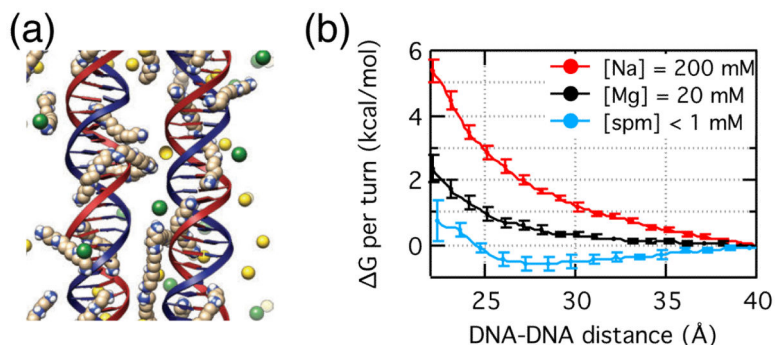 (a)
(b)
ΔG per turn (kcal/mol)
6
4
2
0
[Na] = 200 mM
[Mg] = 20 mM
[spm] < 1 mM
25 30 35 40
DNA-DNA distance (Å)